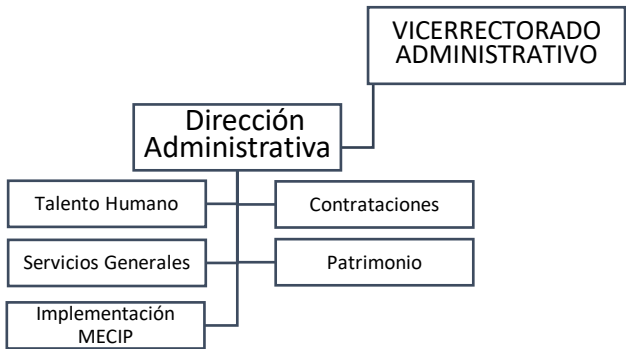 VICERRECTORADO
ADMINISTRATIVO
Dirección
Administrativa
Talento Humano
Contrataciones
Servicios Generales
Patrimonio
Implementación
MECIP